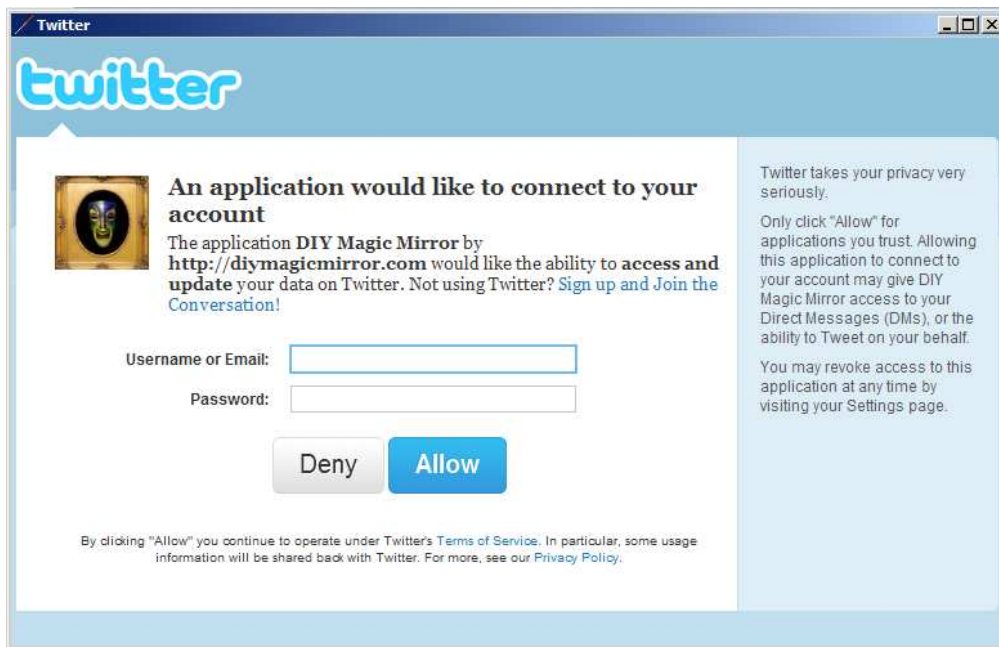 Twitter
twitter
An application would like to connect to your
account
The application DIY Magic Mirror by
http://diymagicmirror.com would like the ability to access and
update your data on Twitter. Not using Twitter? Sign up and Join the
Conversation!
Username or Email:
Password:
Deny
Allow
By clicking "Allow" you continue to operate under Twitter's Terms of Service. In particular, some usage
information will be shared back with Twitter. For more, see our Privacy Policy.
Twitter takes your privacy very
seriously.
Only click "Allow" for
applications you trust. Allowing
this application to connect to
your account may give DIY
Magic Mirror access to your
Direct Messages (DMs), or the
ability to Tweet on your behalf.
You may revoke access to this
application at any time by
visiting your Settings page.